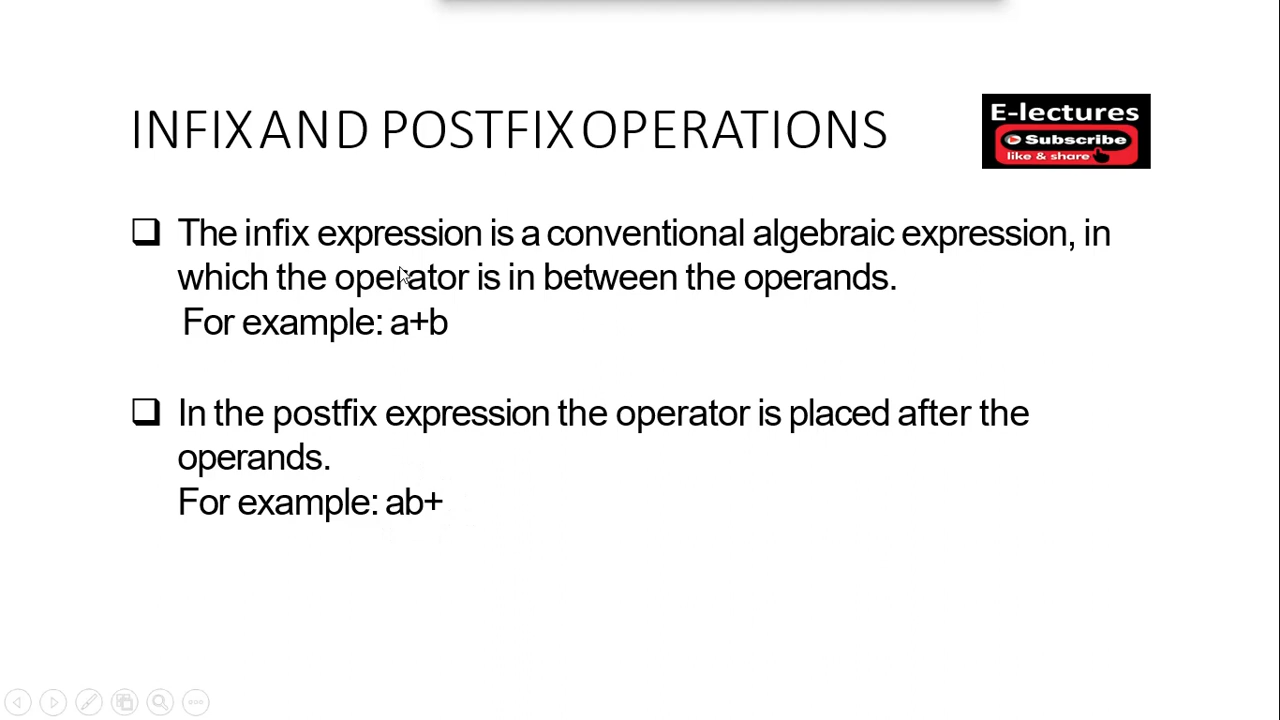 INFIX AND POSTFIX OPERATIONS
E-lectures
Subscribe
like & share
The infix expression is a conventional algebraic expression, in
which the operator is in between the operands.
For example: a+b
In the postfix expression the operator is placed after the
operands.
For example: ab+